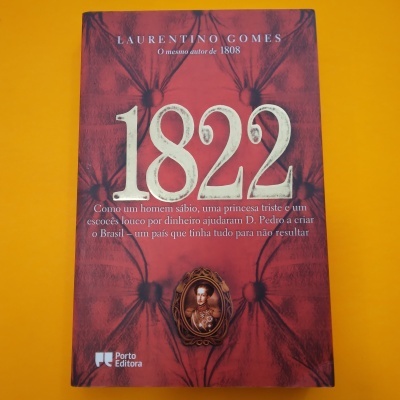 LAURENTINO GOMES
O mesmo autor de 1808
1822
Como um homem sábio, uma princesa triste e um
escocês louco por dinheiro ajudaram D. Pedro a criar
o Brasil – um país que tinha tudo para não resultar
Porto
Editora